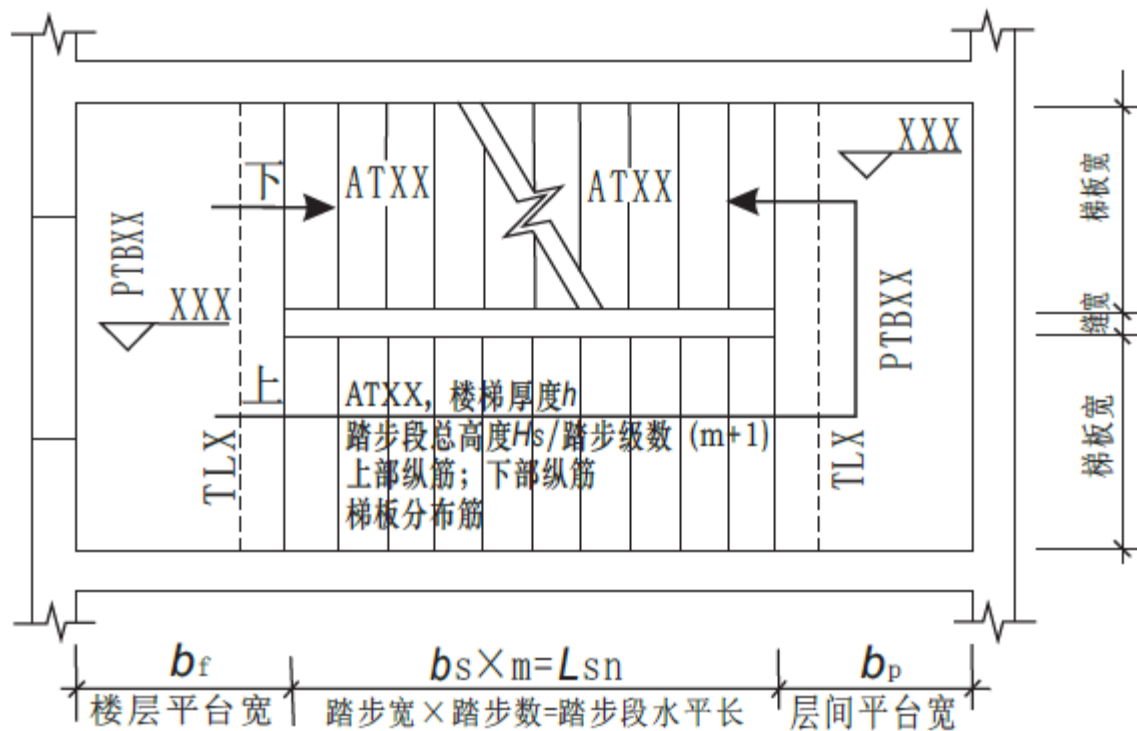 XXX
下
ATXX
ATXX
梯板宽
PTBXX
XXX
缝宽
PTBXX
上
ATXX，楼梯厚度h
踏步段总高度Hs/踏步级数 (m+1)
上部纵筋；下部纵筋
梯板分布筋
TLX
TLX
梯板宽
bf
bs×m=Lsn
bp
楼层平台宽
踏步宽×踏步数=踏步段水平长
层间平台宽